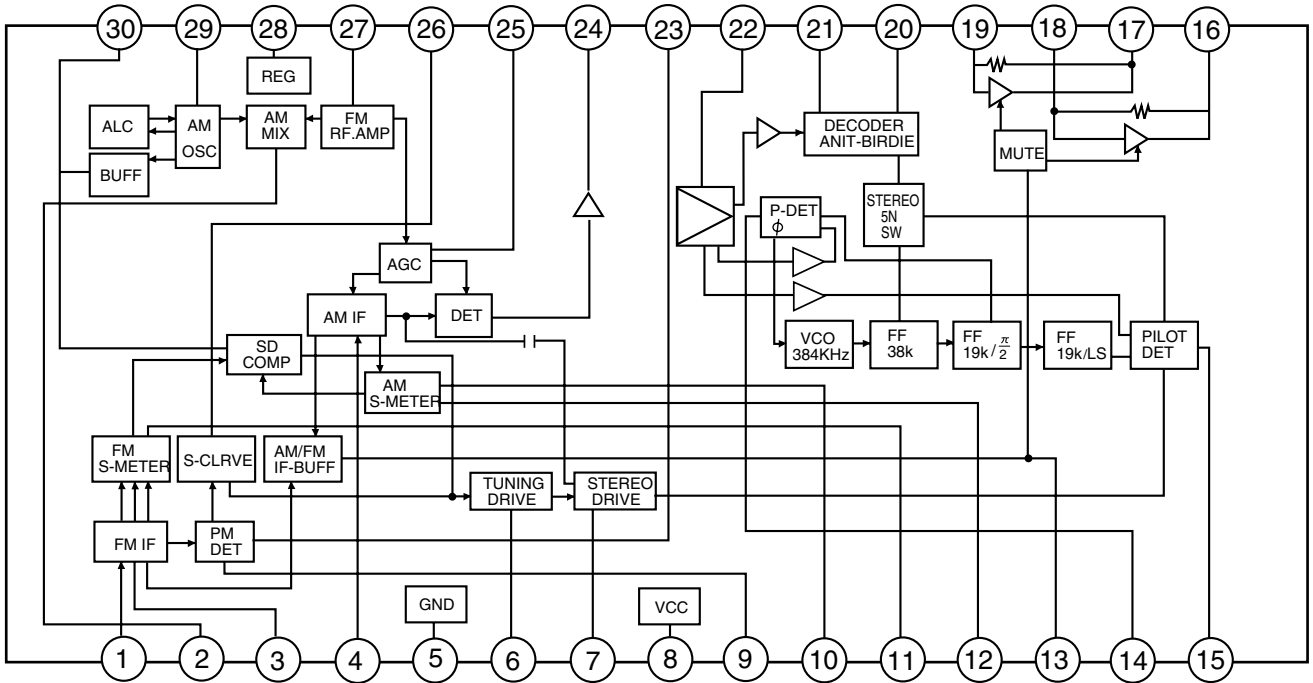 30 29 28 27 26 25 24 23 22 21 20 19 18 17 16
REG
ALC
AM
OSC
AM
MIX
FM
RF.AMP
DECODER
ANIT-BIRDIE
MUTE
BUFF
STEREO
5N
SW
P-DET
ϕ
AGC
AM IF
DET
SD
COMP
VCO
384KHz
FF
38k
FF
19k/π/2
FF
19k/LS
PILOT
DET
AM
S-METER
FM
S-METER
S-CLRVE
AM/FM
IF-BUFF
TUNING
DRIVE
STEREO
DRIVE
FM IF
PM
DET
GND
VCC
1 2 3 4 5 6 7 8 9 10 11 12 13 14 15